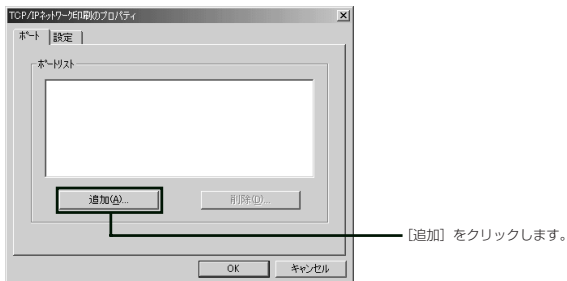 TCP/IPネットワーク印刷のプロパティ
ポート 設定
ポートリスト
追加(A)... 削除(D)...
[追加] をクリックします。
OK キャンセル